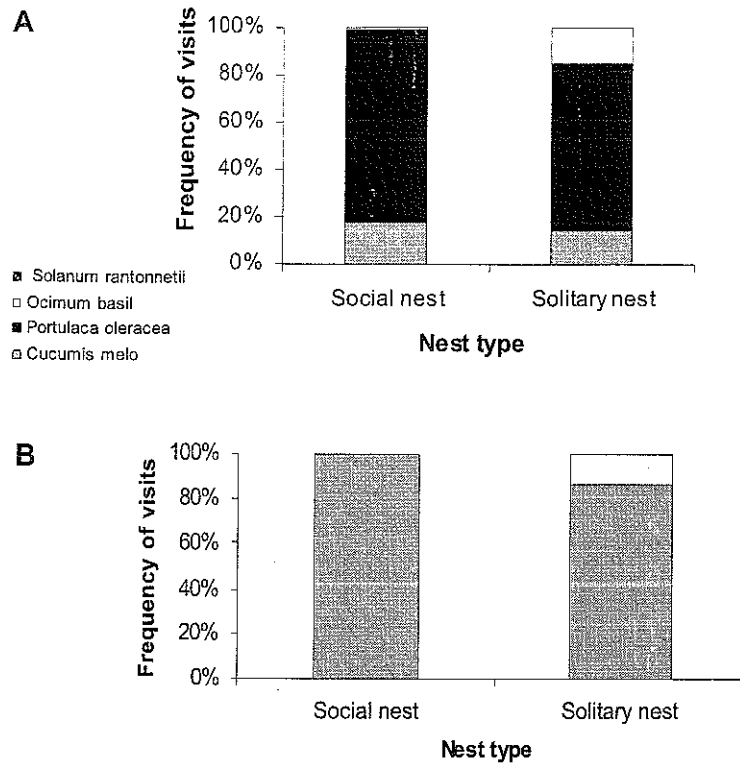 A
Frequency of visits
100%
80%
60%
40%
20%
0%
Social nest
Solitary nest
Nest type
Solanum rantonnetii
Ocimum basil
Portulaca oleracea
Cucumis melo
B
Frequency of visits
100%
80%
60%
40%
20%
0%
Social nest
Solitary nest
Nest type